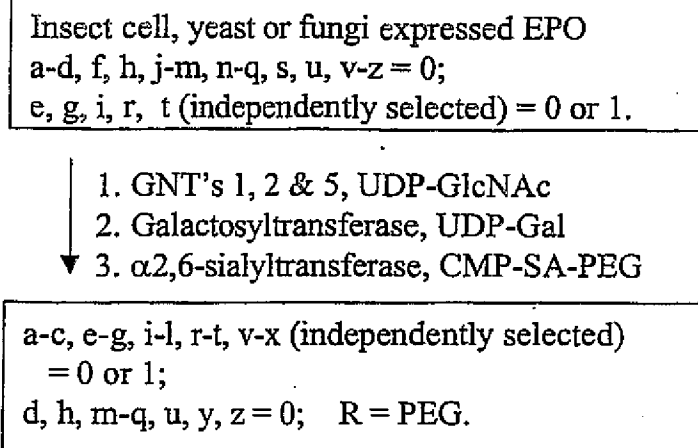 Insect cell, yeast or fungi expressed EPO
a-d, f, h, j-m, n-q, s, u, v-z = 0;
e, g, i, r, t (independently selected) = 0 or 1.
1. GNT's 1, 2 & 5, UDP-GlcNAc
2. Galactosyltransferase, UDP-Gal
3. α2,6-sialyltransferase, CMP-SA-PEG
a-c, e-g, i-l, r-t, v-x (independently selected)
= 0 or 1;
d, h, m-q, u, y, z = 0; R = PEG.